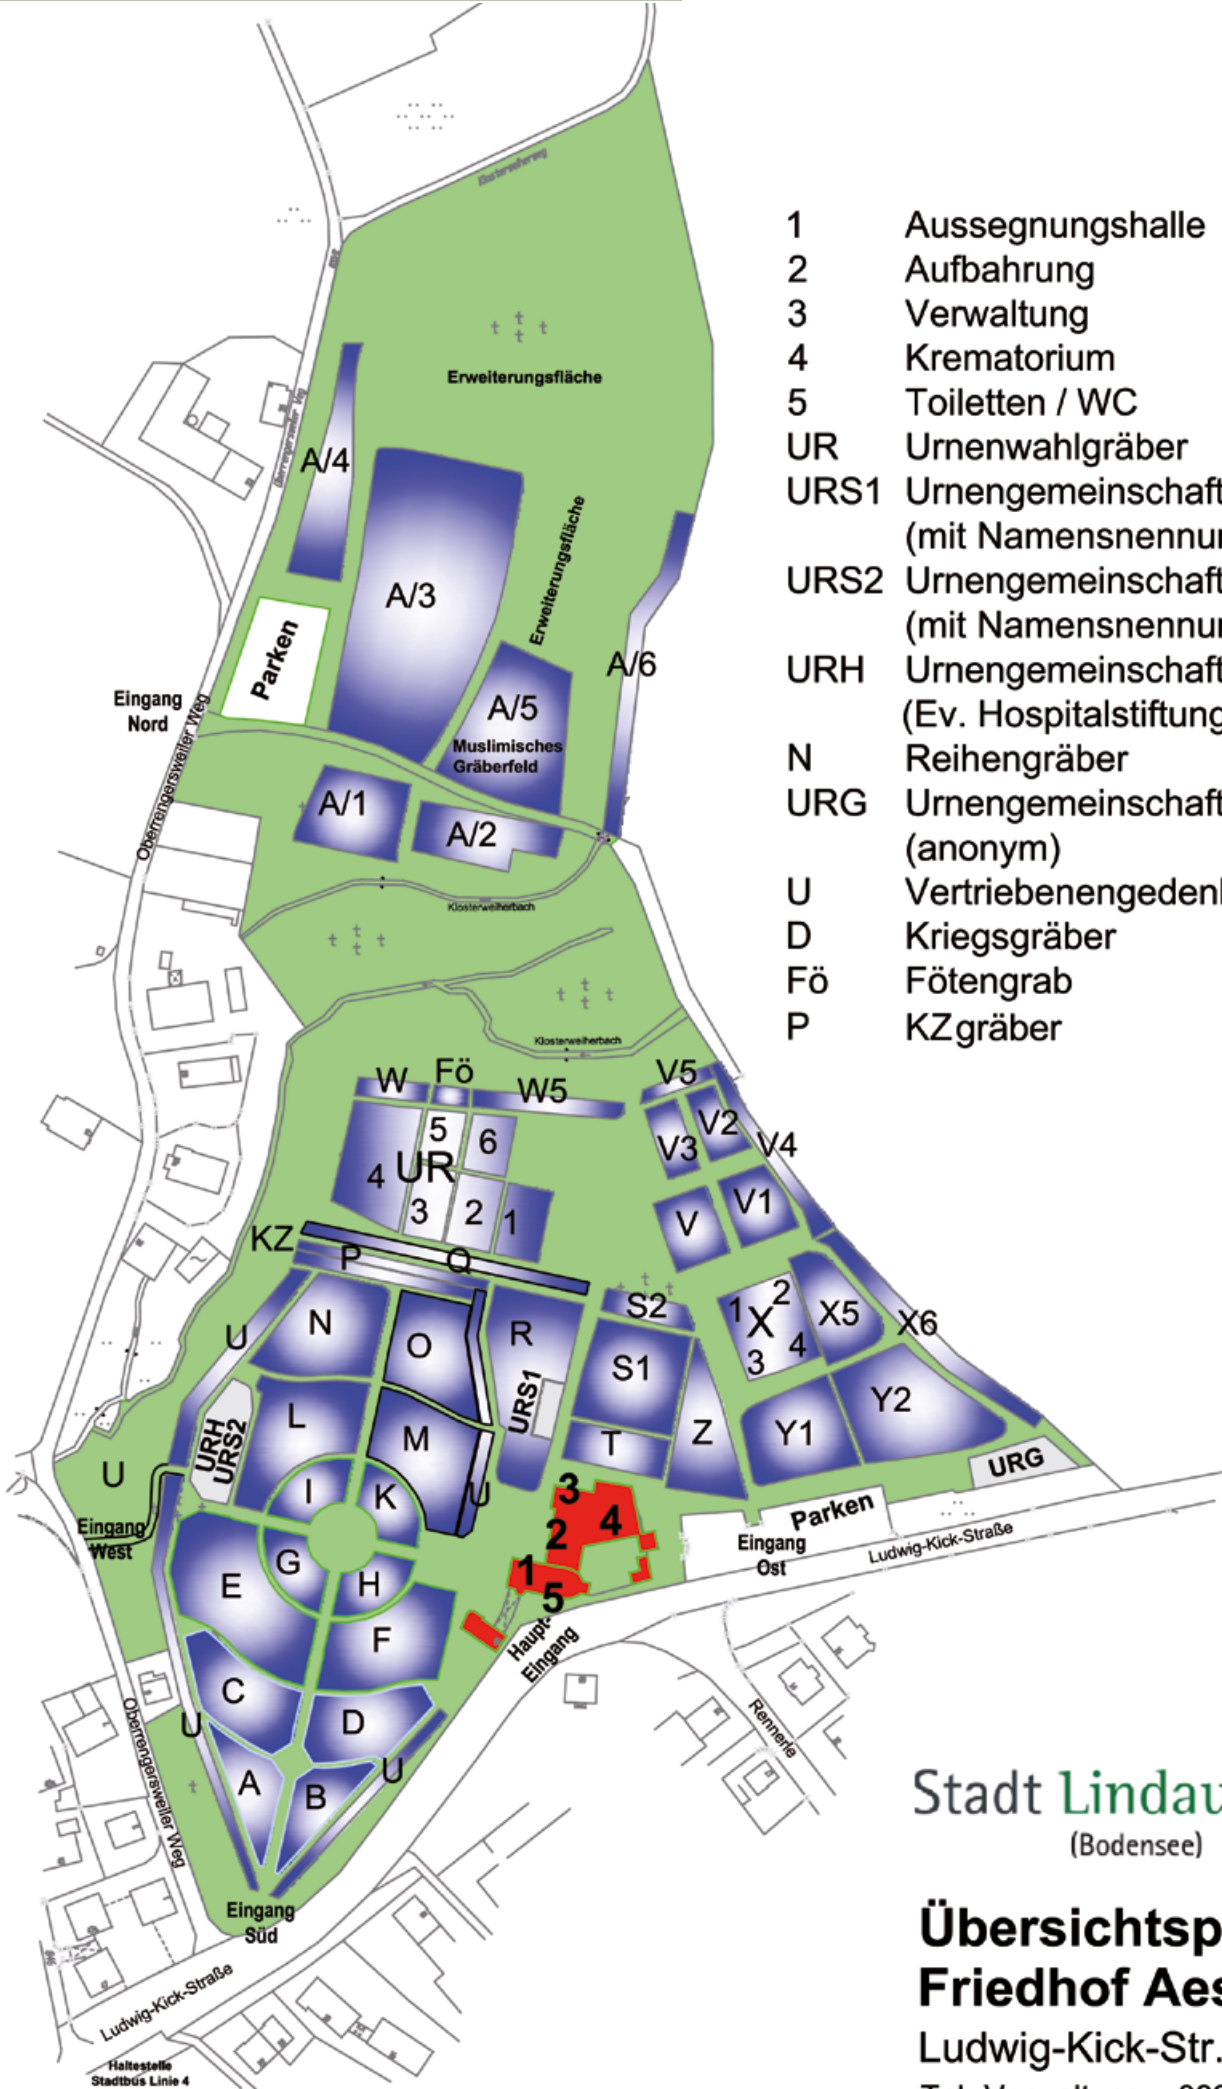 Klosterweiherweg
1 Aussegnungshalle
2 Aufbahrung
3 Verwaltung
4 Krematorium
5 Toiletten / WC
UR Urnenwahlgräber
URS1 Urnengemeinschaft
(mit Namensnennu
URS2 Urnengemeinschaft
(mit Namensnennu
URH Urnengemeinschaft
(Ev. Hospitalstiftung
N Reihengräber
URG Urnengemeinschaft
(anonym)
U Vertriebenengedenk
D Kriegsgräber
Fö Fötengrab
P KZgräber
Erweiterungsfläche
Oberrengersweiler Weg
A/4
A/3
Erweiterungsfläche
Parken
A/6
Eingang
Nord
A/5
Muslimisches
Gräberfeld
Oberrengersweiler Weg
A/1
A/2
Klosterweiherbach
Klosterweiherbach
W
Fö
W5
V5
5
6
V3
V2
V4
4
UR
3
2
1
V
V1
KZ
P
Q
S2
1
X
2
3
4
X5
X6
U
N
O
R
S1
URS1
L
M
URH
URS2
T
Z
Y1
Y2
URG
U
I
K
U
3
4
2
1
5
Parken
Eingang
West
Eingang
Ost
Ludwig-Kick-Straße
G
H
E
F
Haupt-
Eingang
C
D
U
U
A
B
Rennerle
Oberrengersweiler Weg
Eingang
Süd
Ludwig-Kick-Straße
Haltestelle
Stadtbus Linie 4
Stadt Lindau
(Bodensee)
Übersichtsp
Friedhof Aes
Ludwig-Kick-Str.